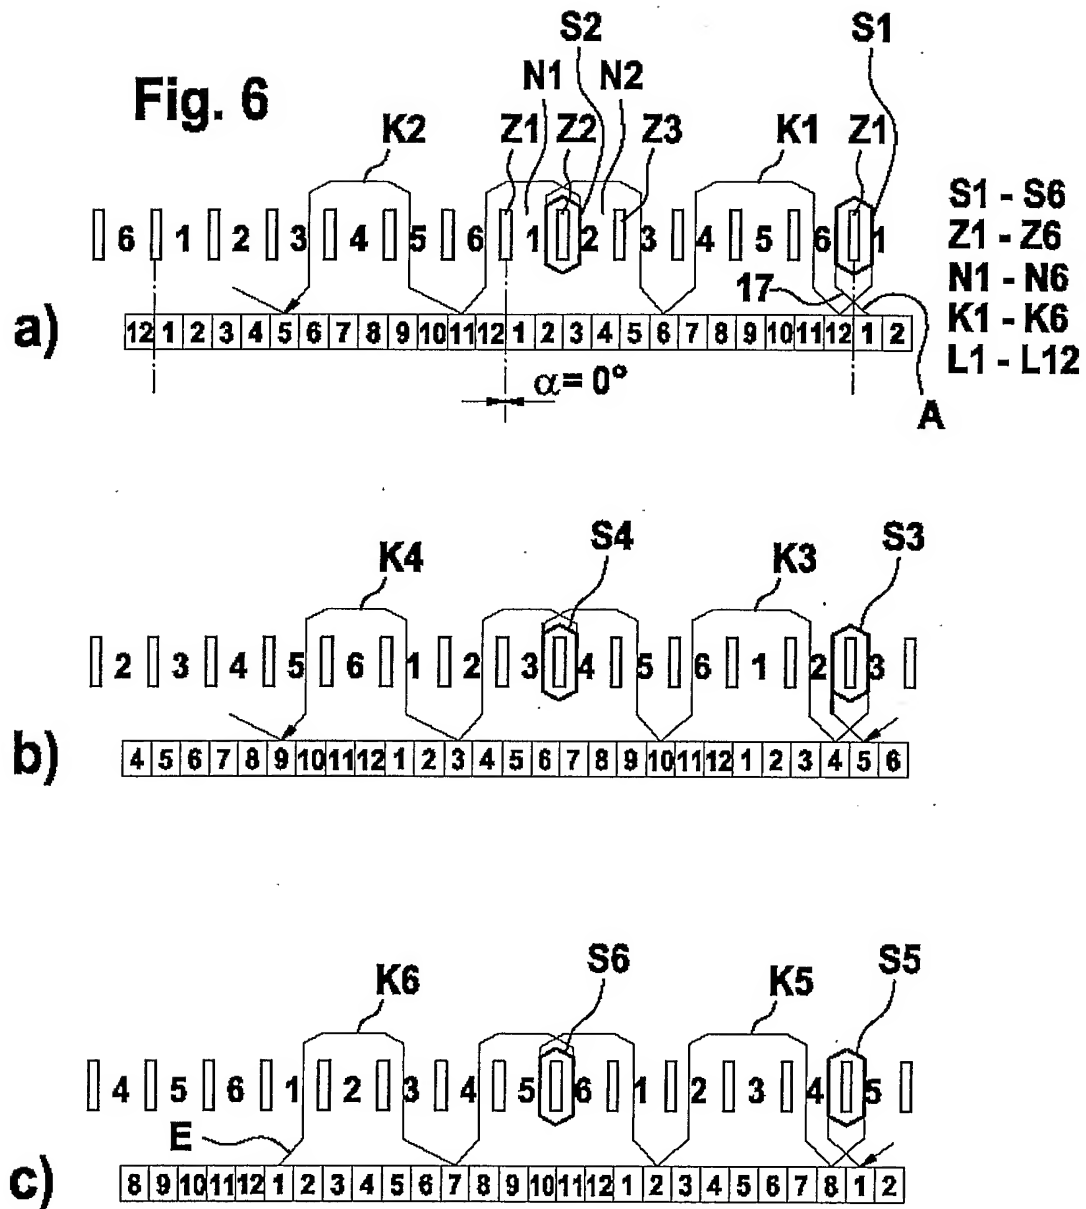 Fig. 6
S2 S1
N1 N2
K2 Z1 Z2 Z3 K1 Z1
6 1 2 3 4 5 6 1 2 3 4 5 6 1
S1 - S6
Z1 - Z6
N1 - N6
K1 - K6
L1 - L12
17
a)
12 1 2 3 4 5 6 7 8 9 10 11 12 1 2 3 4 5 6 7 8 9 10 11 12 1 2
α = 0°
A
K4 S4 K3 S3
2 3 4 5 6 1 2 3 4 5 6 1 2 3
b)
4 5 6 7 8 9 10 11 12 1 2 3 4 5 6 7 8 9 10 11 12 1 2 3 4 5 6
K6 S6 K5 S5
4 5 6 1 2 3 4 5 6 1 2 3 4 5
E
c)
8 9 10 11 12 1 2 3 4 5 6 7 8 9 10 11 12 1 2 3 4 5 6 7 8 1 2